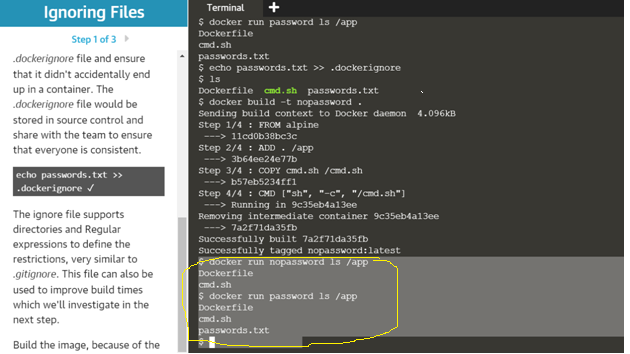 Ignoring Files
Step 1 of 3
.dockerignore file and ensure
that it didn't accidentally end
up in a container. The
.dockerignore file would be
stored in source control and
share with the team to ensure
that everyone is consistent.
echo passwords.txt >>
.dockerignore ✓
The ignore file supports
directories and Regular
expressions to define the
restrictions, very similar to
.gitignore. This file can also be
used to improve build times
which we'll investigate in the
next step.
Build the image, because of the
Terminal +
$ docker run password ls /app
Dockerfile
cmd.sh
passwords.txt
$ echo passwords.txt >> .dockerignore
$ ls
Dockerfile cmd.sh passwords.txt
$ docker build -t nopassword .
Sending build context to Docker daemon 4.096kB
Step 1/4 : FROM alpine
---> 11cd0b38bc3c
Step 2/4 : ADD . /app
---> 3b64ee24e77b
Step 3/4 : COPY cmd.sh /cmd.sh
---> b57eb5234ff1
Step 4/4 : CMD ["sh", "-c", "/cmd.sh"]
---> Running in 9c35eb4a13ee
Removing intermediate container 9c35eb4a13ee
---> 7a2f71da35fb
Successfully built 7a2f71da35fb
Successfully tagged nopassword:latest
$ docker run nopassword ls /app
Dockerfile
cmd.sh
$ docker run password ls /app
Dockerfile
cmd.sh
passwords.txt
$